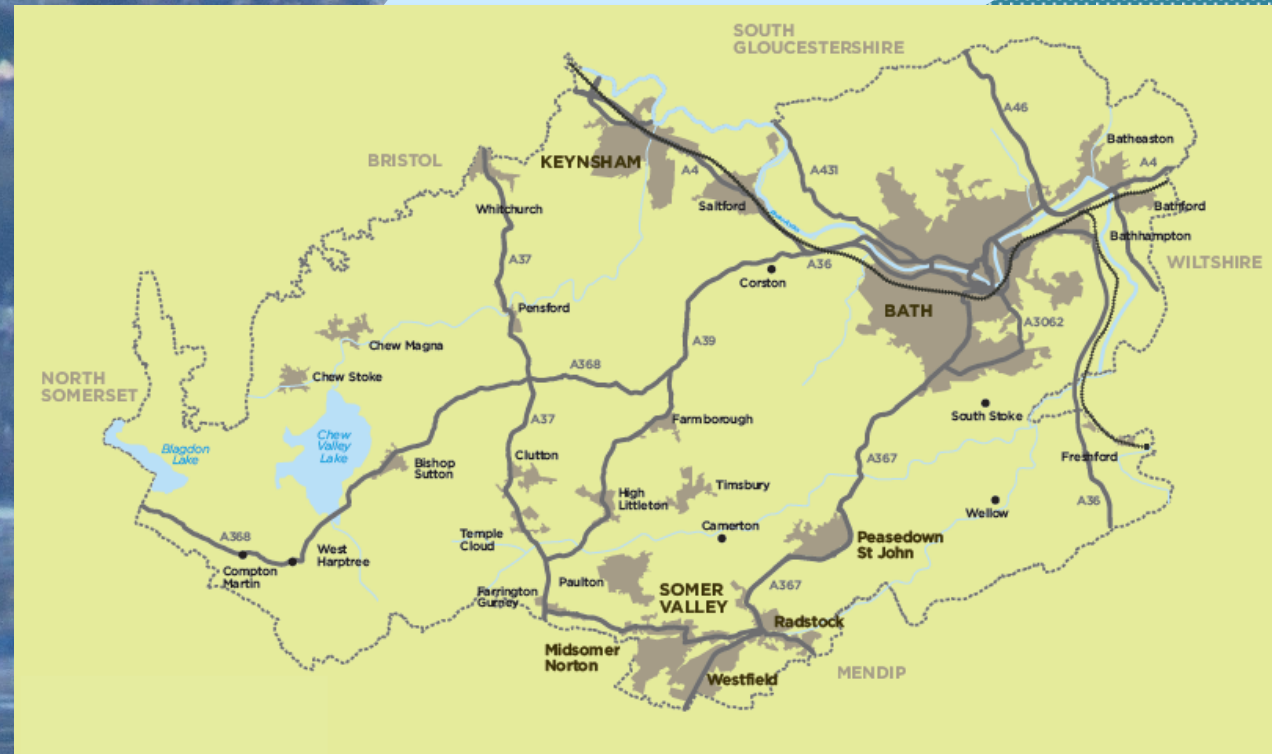 SOUTH
GLOUCESTERSHIRE
A46
Batheaston
BRISTOL
KEYNSHAM
A4
A431
A4
Whitchurch
Saltford
Bathford
Bathhampton
A37
A36
WILTSHIRE
Corston
Pensford
BATH
A3062
Chew Magna
A39
NORTH
SOMERSET
Chew Stoke
A368
South Stoke
A37
Farmborough
Blagdon
Lake
Chew
Valley
Lake
Bishop
Sutton
Clutton
A367
Freshford
High
Littleton
Timsbury
A36
Wellow
Temple
Cloud
Camerton
A368
West
Harptree
Peasedown
St John
Compton
Martin
Paulton
SOMER
VALLEY
A367
Farrington
Gurney
Radstock
Midsomer
Norton
Westfield
MENDIP